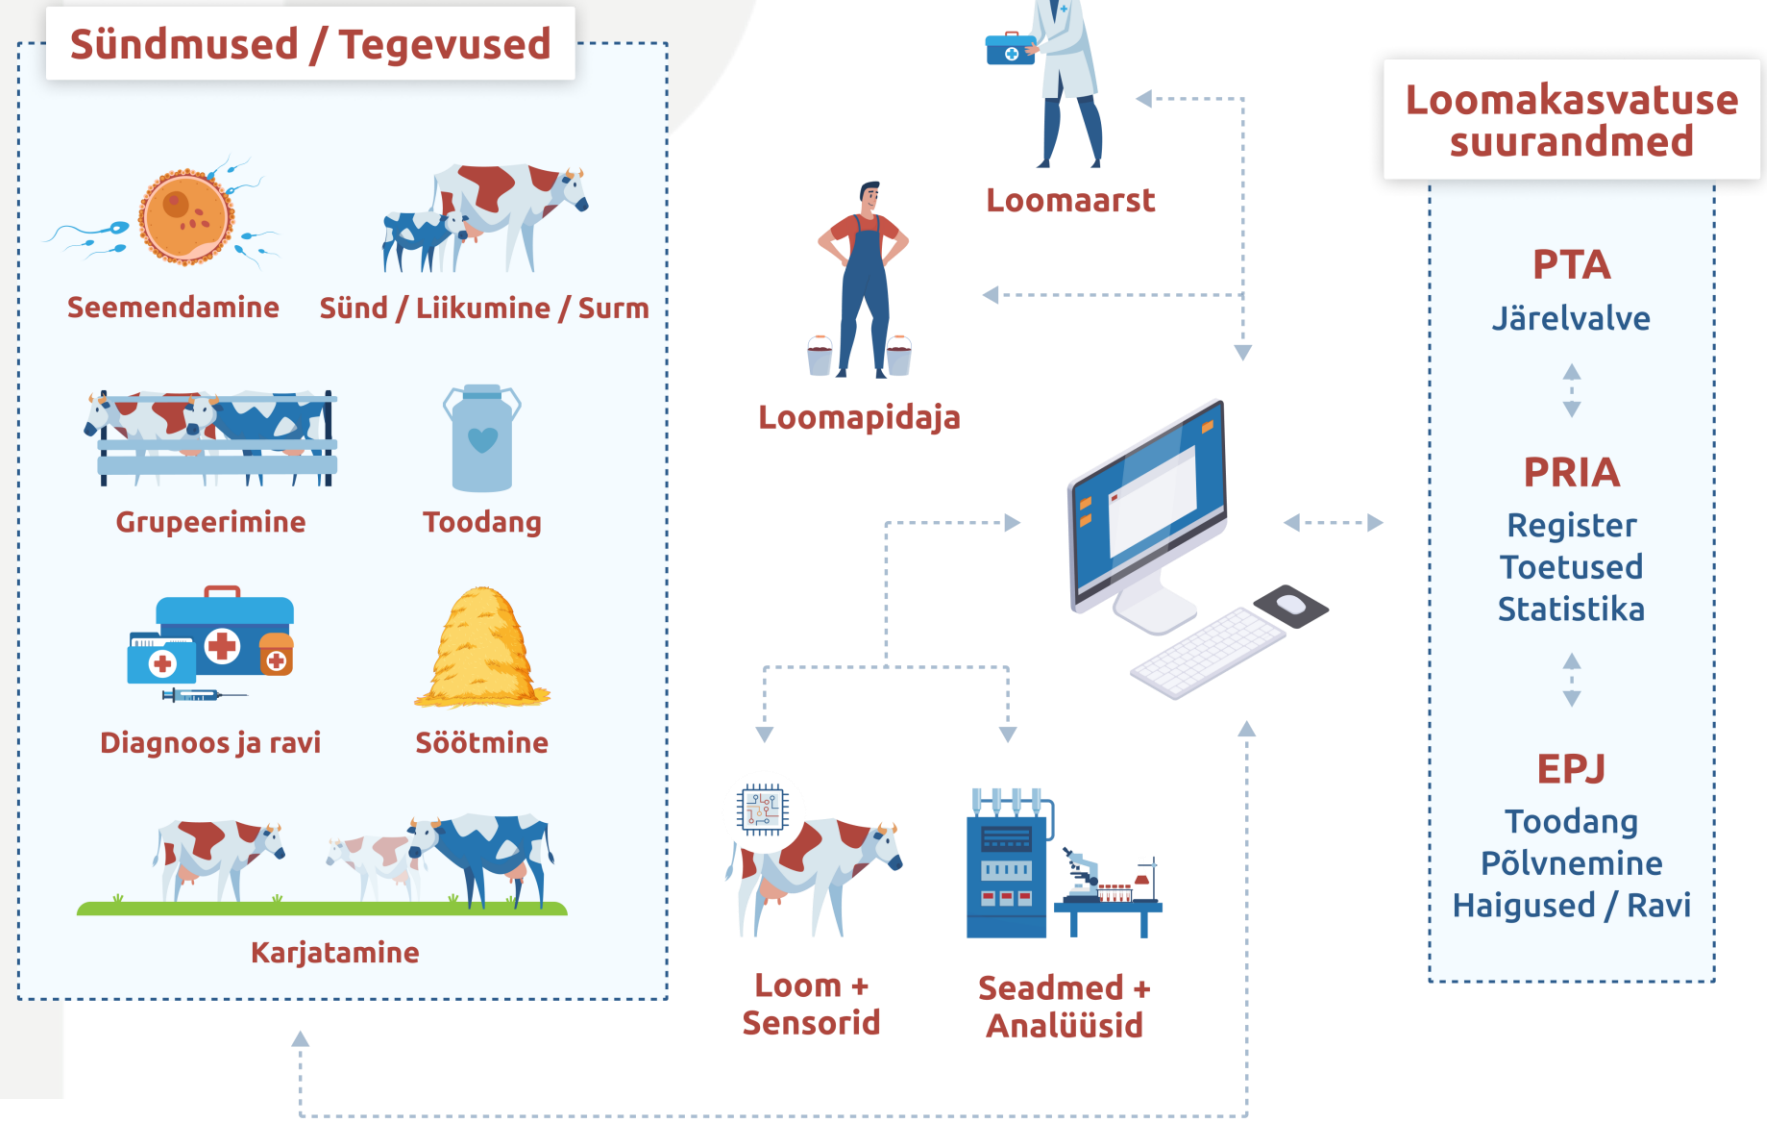 Sündmused / Tegevused
Seemendamine
Sünd / Liikumine / Surm
Grupeerimine
Toodang
Diagnoos ja ravi
Söötmine
Karjatamine
Loomaarst
Loomapidaja
Loom +
Sensorid
Seadmed +
Analüüsid
Loomakasvatuse
suurandmed
PTA
Järelvalve
PRIA
Register
Toetused
Statistika
EPJ
Toodang
Põlvnemine
Haigused / Ravi